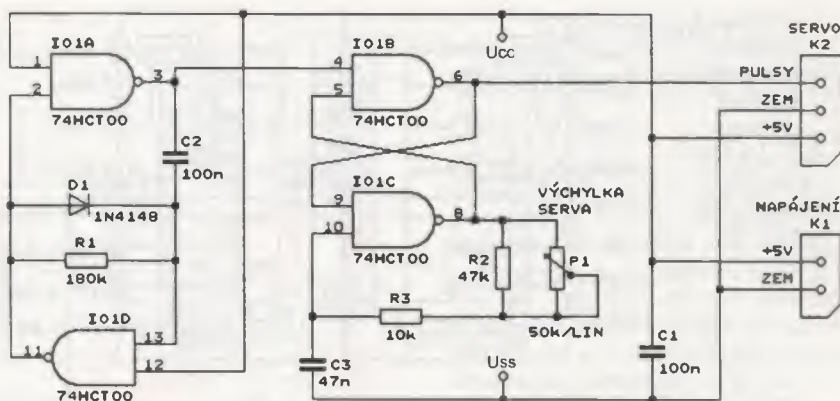 IO1A
1
2
3
74HCT00
C2
100n
D1
1N4148
R1
180k
IO1D
11
13
12
74HCT00
IO1B
4
5
6
74HCT00
IO1C
9
10
8
74HCT00
R3
10k
C3
47n
R2
47k
VÝCHYLKA
SERVA
P1
50k/LIN
Ucc
Uss
C1
100n
SERVO
K2
PULSY
ZEM
+5V
NAPÁJENÍ
K1
+5V
ZEM